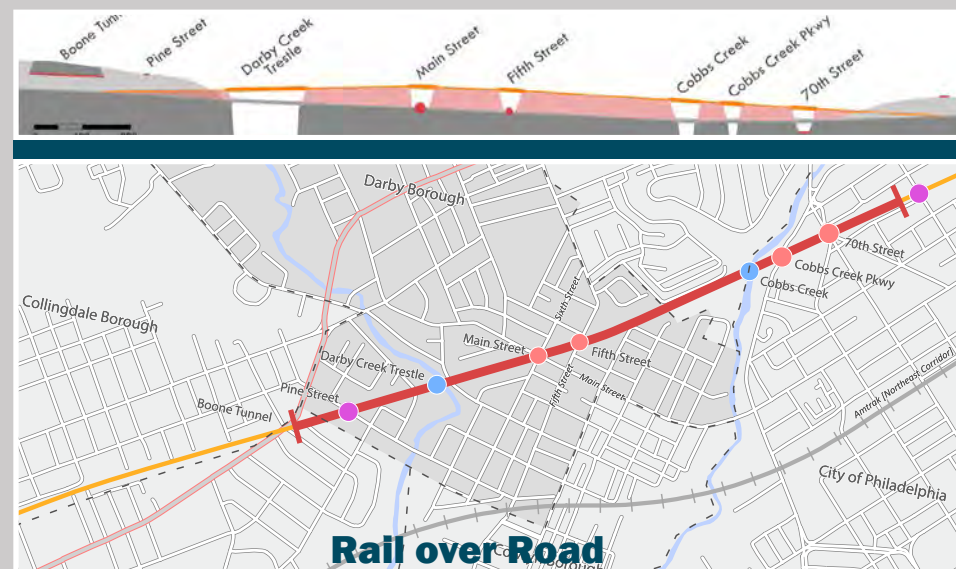 Boone Tunn
Pine Street
Darby Creek
Trestle
Main Street
Fifth Street
Cobbs Creek
Cobbs Creek Pkwy
70th Street
Darby Borough
70th Street
Cobbs Creek Pkwy
Cobbs Creek
Sixth Street
Collingdale Borough
Main Street
Fifth Street
Darby Creek Trestle
Main Street
Fifth Street
Pine Street
Boone Tunnel
Amtrak (Northeast Corridor)
City of Philadelphia
Rail over Road